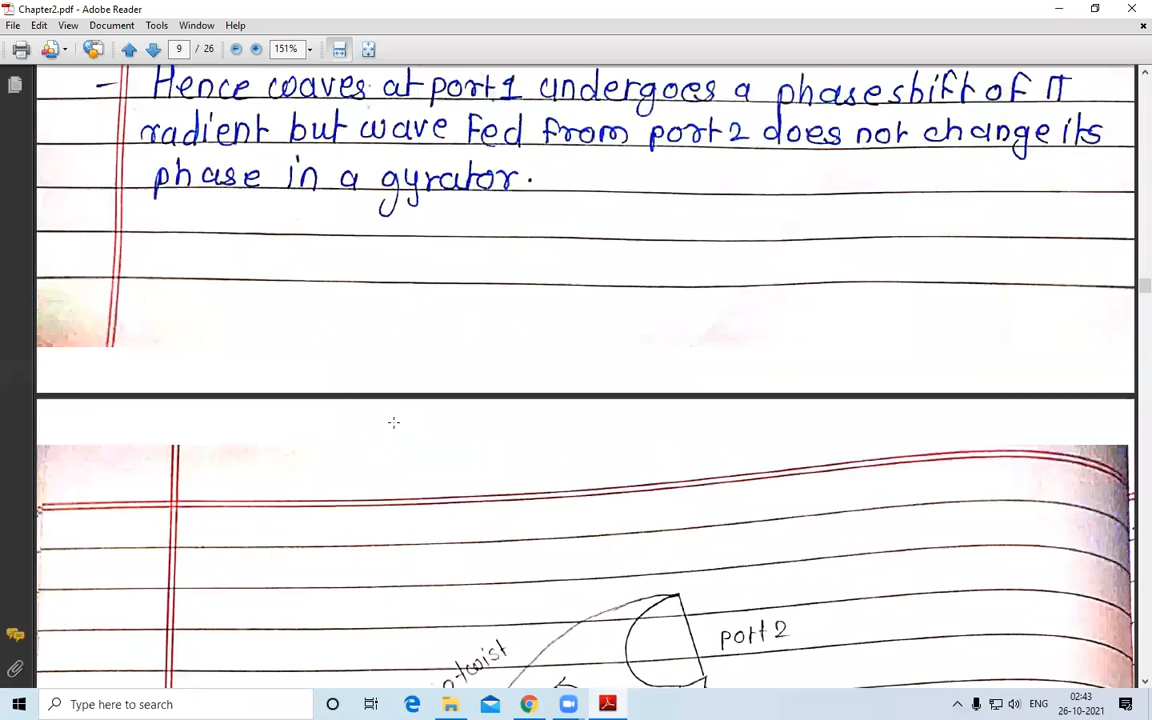 Chapter2.pdf - Adobe Reader
File Edit View Document Tools Window Help
9 / 26 151%
- Hence waves at port 1 undergoes a phase shift of π
radient but wave Fed from port 2 does not change its
phase in a gyrator.
port 2
-twist
Type here to search
ENG
02:43
26-10-2021